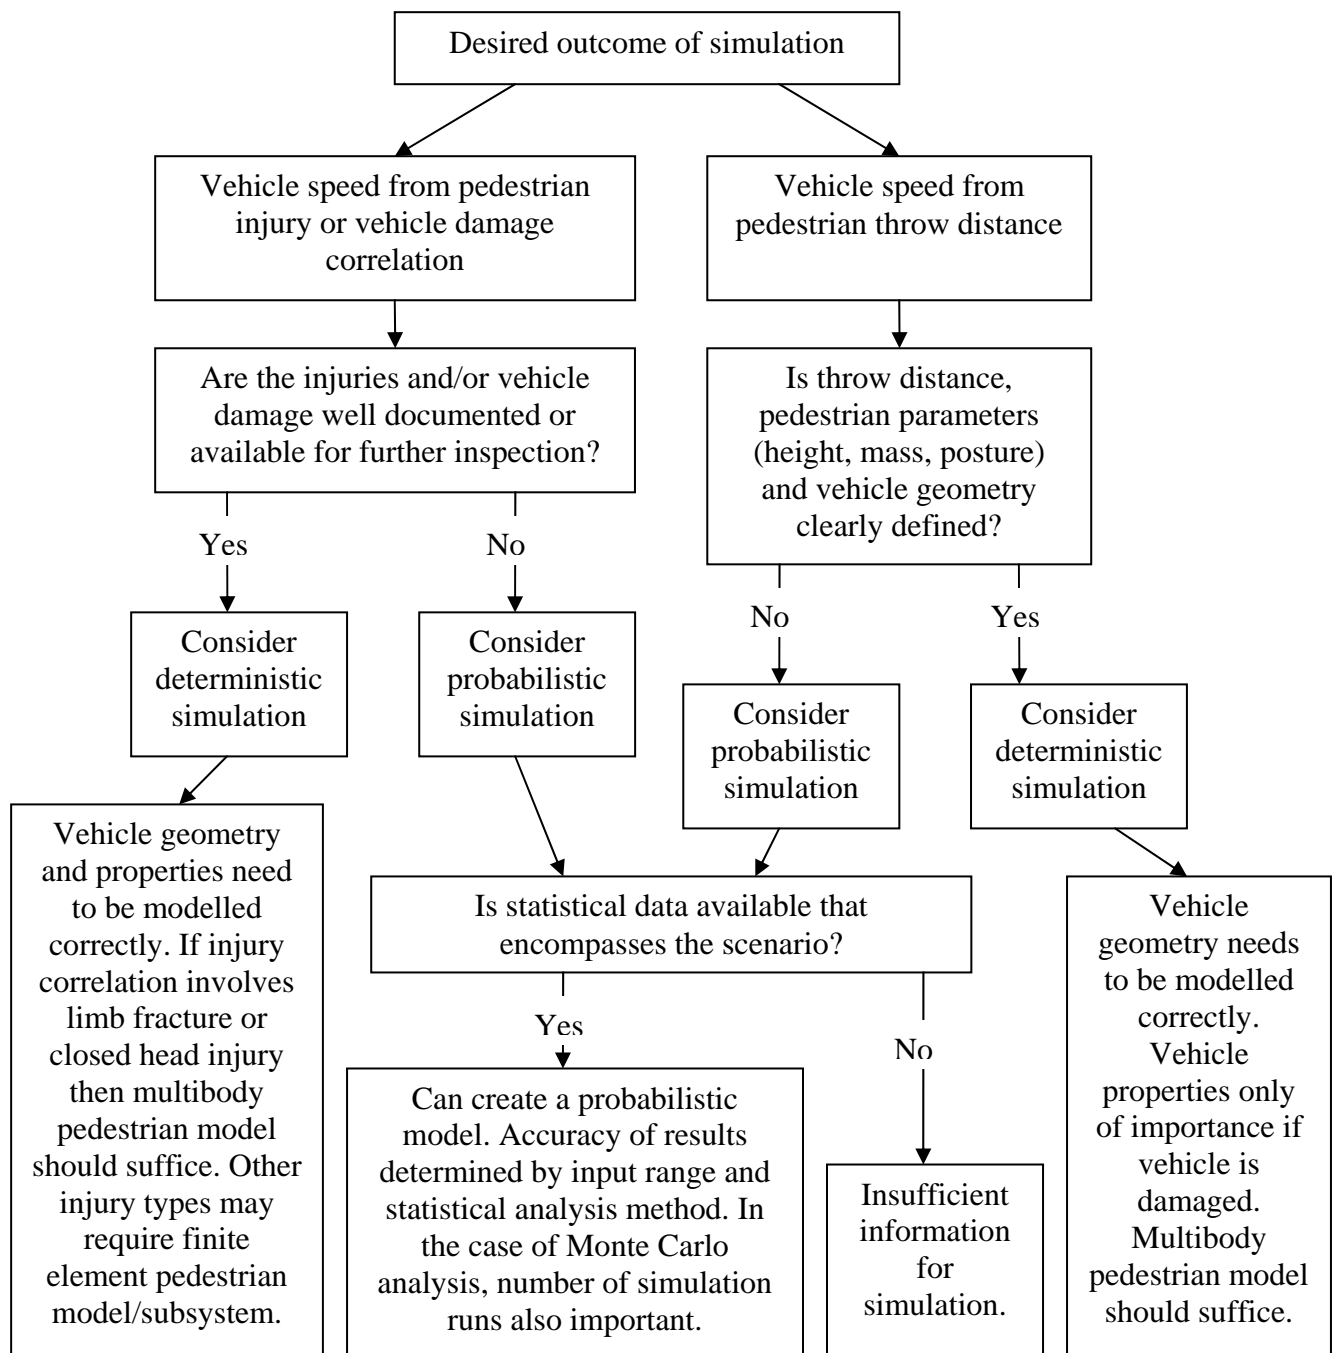 Desired outcome of simulation
Vehicle speed from pedestrian
injury or vehicle damage
correlation
Vehicle speed from
pedestrian throw distance
Are the injuries and/or vehicle
damage well documented or
available for further inspection?
Is throw distance,
pedestrian parameters
(height, mass, posture)
and vehicle geometry
clearly defined?
Yes
No
No
Yes
Consider
deterministic
simulation
Consider
probabilistic
simulation
Consider
probabilistic
simulation
Consider
deterministic
simulation
Vehicle geometry
and properties need
to be modelled
correctly. If injury
correlation involves
limb fracture or
closed head injury
then multibody
pedestrian model
should suffice. Other
injury types may
require finite
element pedestrian
model/subsystem.
Is statistical data available that
encompasses the scenario?
Yes
No
Can create a probabilistic
model. Accuracy of results
determined by input range and
statistical analysis method. In
the case of Monte Carlo
analysis, number of simulation
runs also important.
Insufficient
information
for
simulation.
Vehicle
geometry needs
to be modelled
correctly.
Vehicle
properties only
of importance if
vehicle is
damaged.
Multibody
pedestrian model
should suffice.